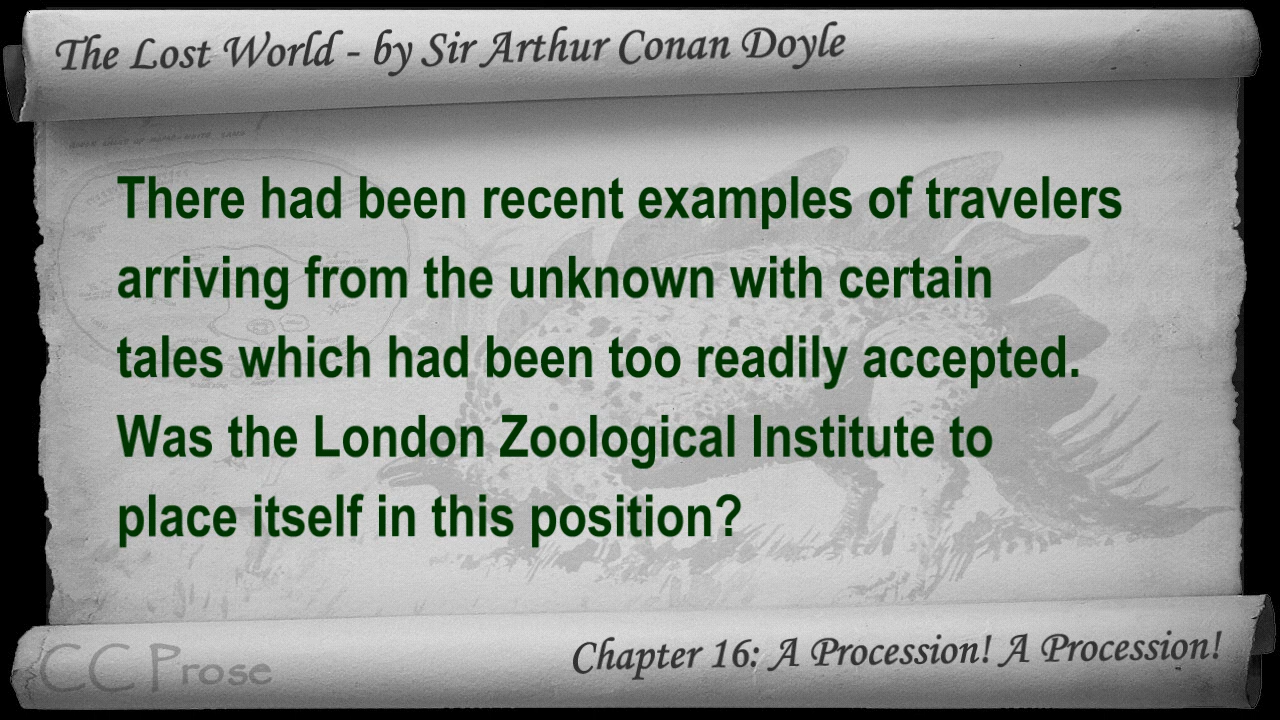 The Lost World - by Sir Arthur Conan Doyle
There had been recent examples of travelers
arriving from the unknown with certain
tales which had been too readily accepted.
Was the London Zoological Institute to
place itself in this position?
CC Prose
Chapter 16: A Procession! A Procession!